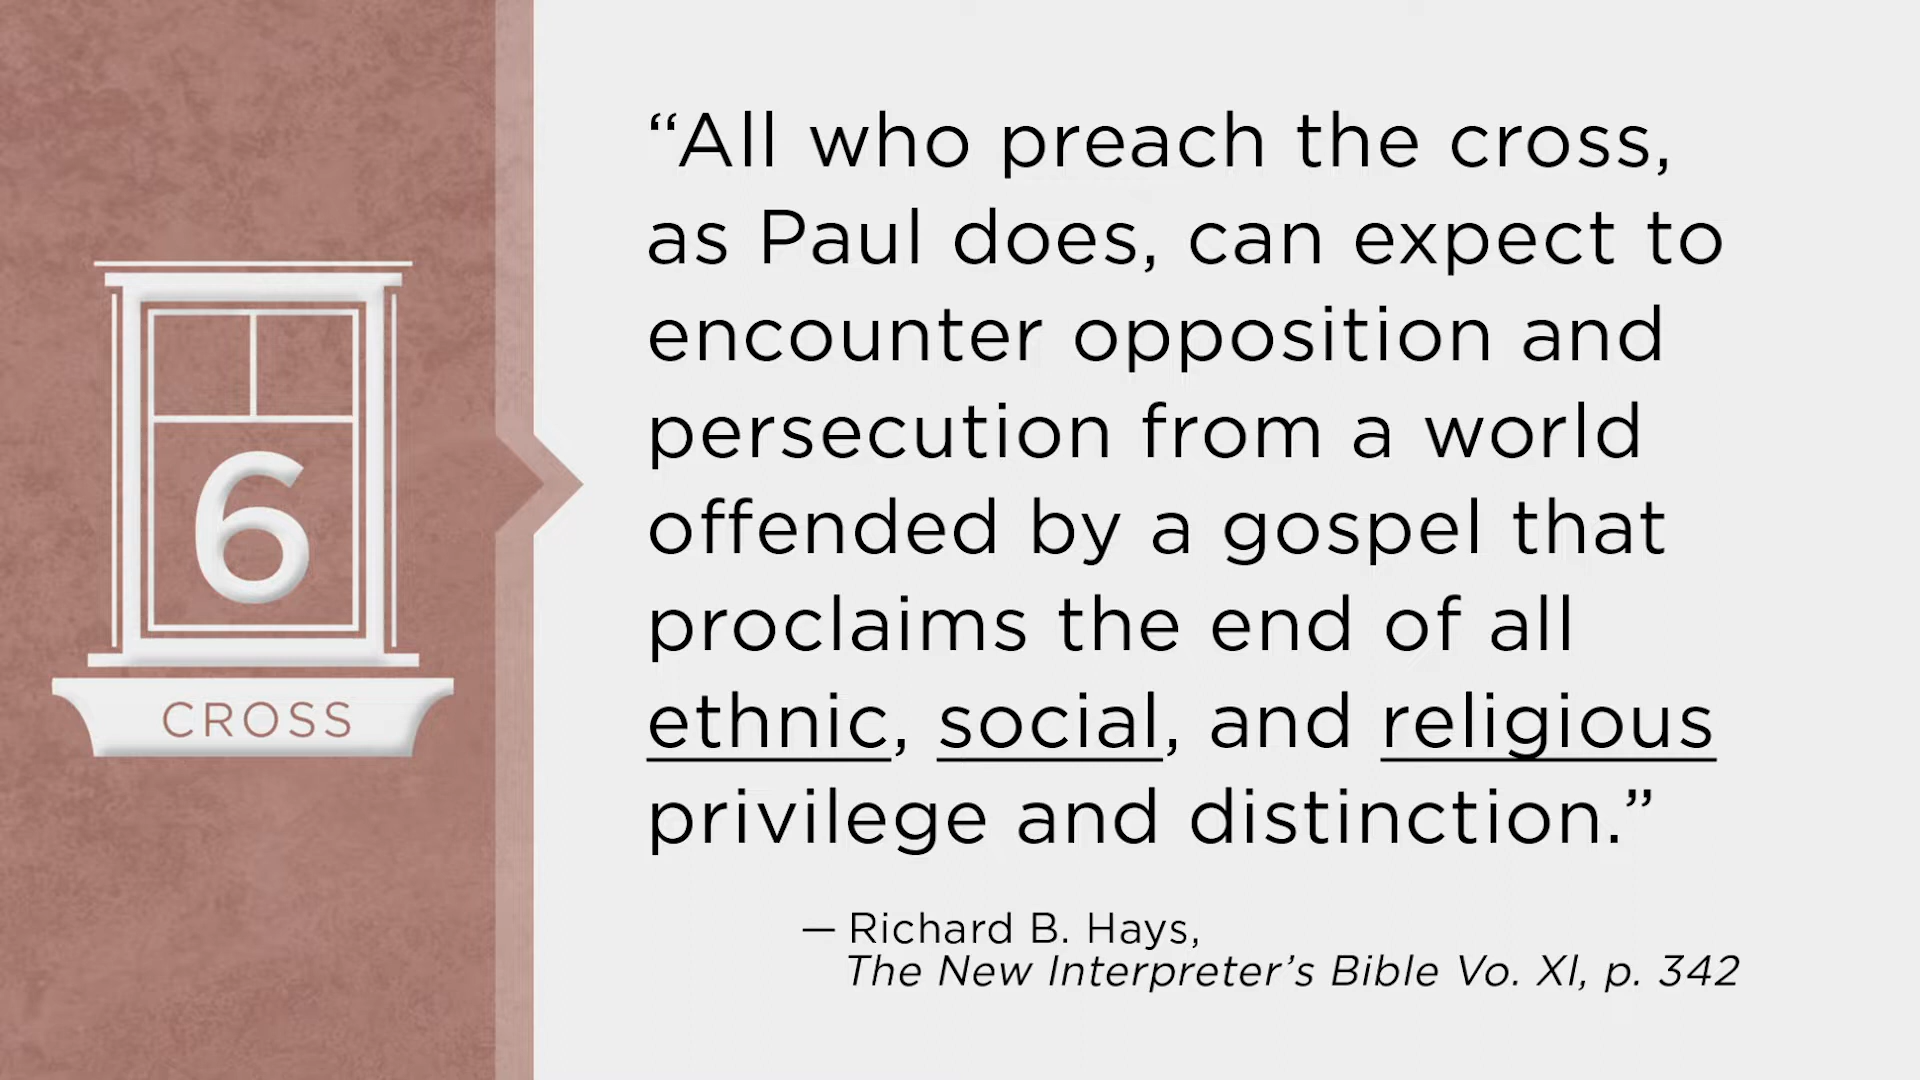 6
CROSS
“All who preach the cross,
as Paul does, can expect to
encounter opposition and
persecution from a world
offended by a gospel that
proclaims the end of all
ethnic, social, and religious
privilege and distinction.”
— Richard B. Hays,
The New Interpreter’s Bible Vo. XI, p. 342